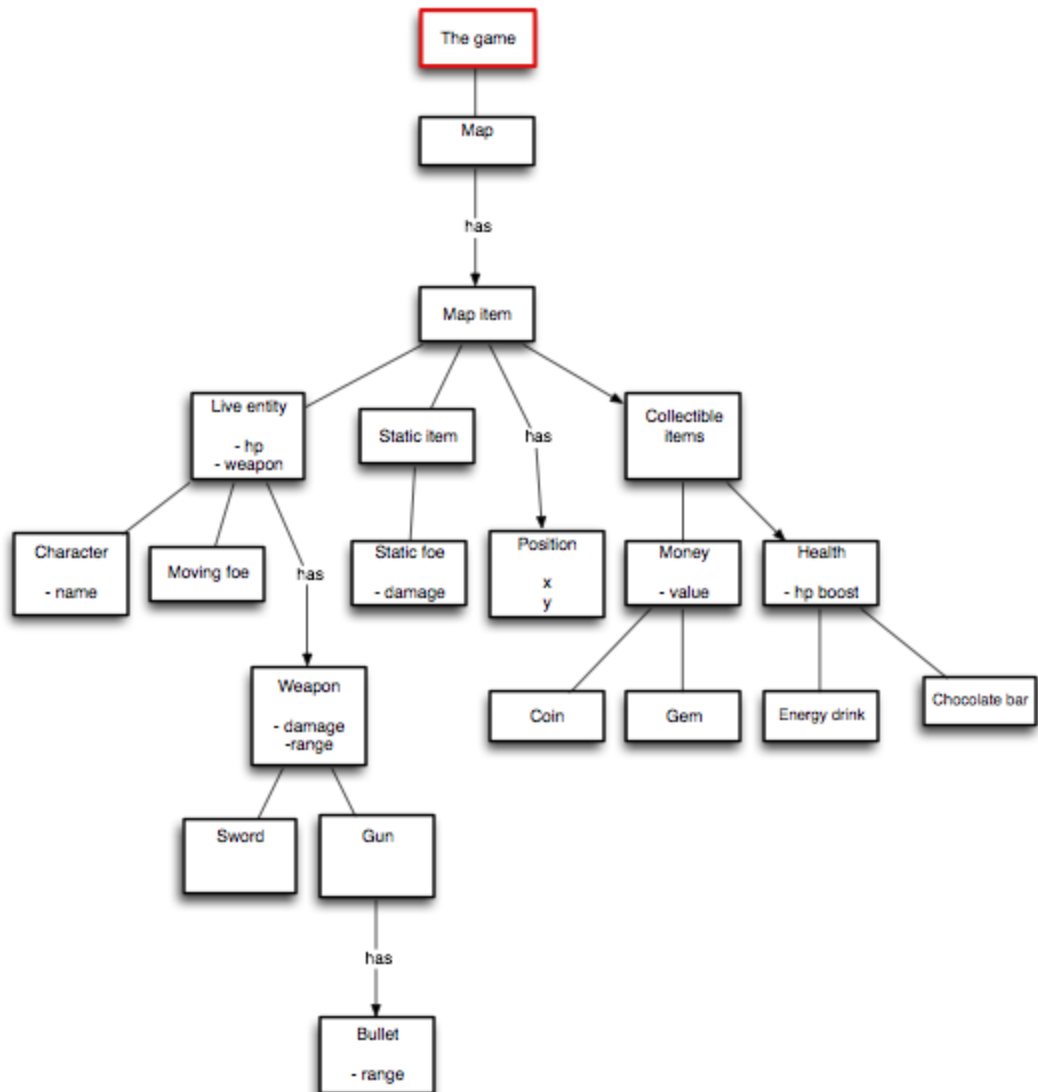 The game
Map
has
Map item
Live entity
- hp
- weapon
Static item
has
Collectible
items
Character
- name
Moving foe
has
Static foe
- damage
Position
x
y
Money
- value
Health
- hp boost
Weapon
- damage
-range
Coin
Gem
Energy drink
Chocolate bar
Sword
Gun
has
Bullet
- range